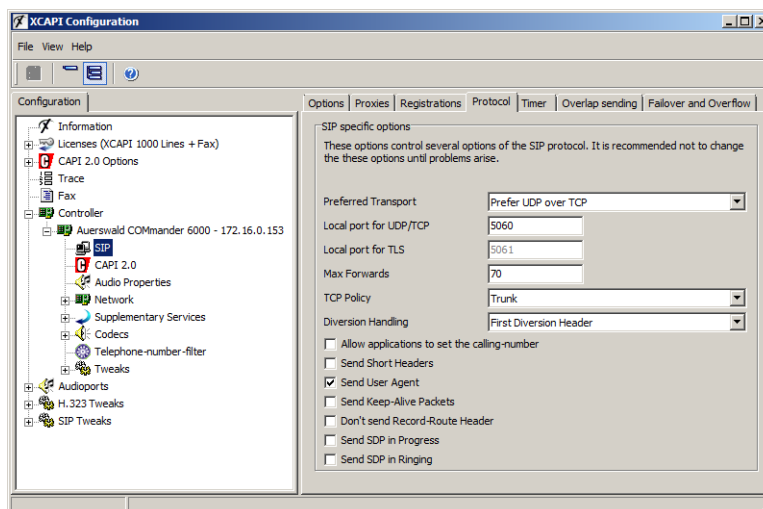 XCAPI Configuration
File View Help
Configuration
Information
Licenses (XCAPI 1000 Lines + Fax)
CAPI 2.0 Options
Trace
Fax
Controller
Auerswald COMmander 6000 - 172.16.0.153
SIP
CAPI 2.0
Audio Properties
Network
Supplementary Services
Codecs
Telephone-number-filter
Tweaks
Audioports
H.323 Tweaks
SIP Tweaks
Options Proxies Registrations Protocol Timer Overlap sending Failover and Overflow
SIP specific options
These options control several options of the SIP protocol. It is recommended not to change
the these options until problems arise.
Preferred Transport Prefer UDP over TCP
Local port for UDP/TCP 5060
Local port for TLS 5061
Max Forwards 70
TCP Policy Trunk
Diversion Handling First Diversion Header
Allow applications to set the calling-number
Send Short Headers
Send User Agent
Send Keep-Alive Packets
Don't send Record-Route Header
Send SDP in Progress
Send SDP in Ringing